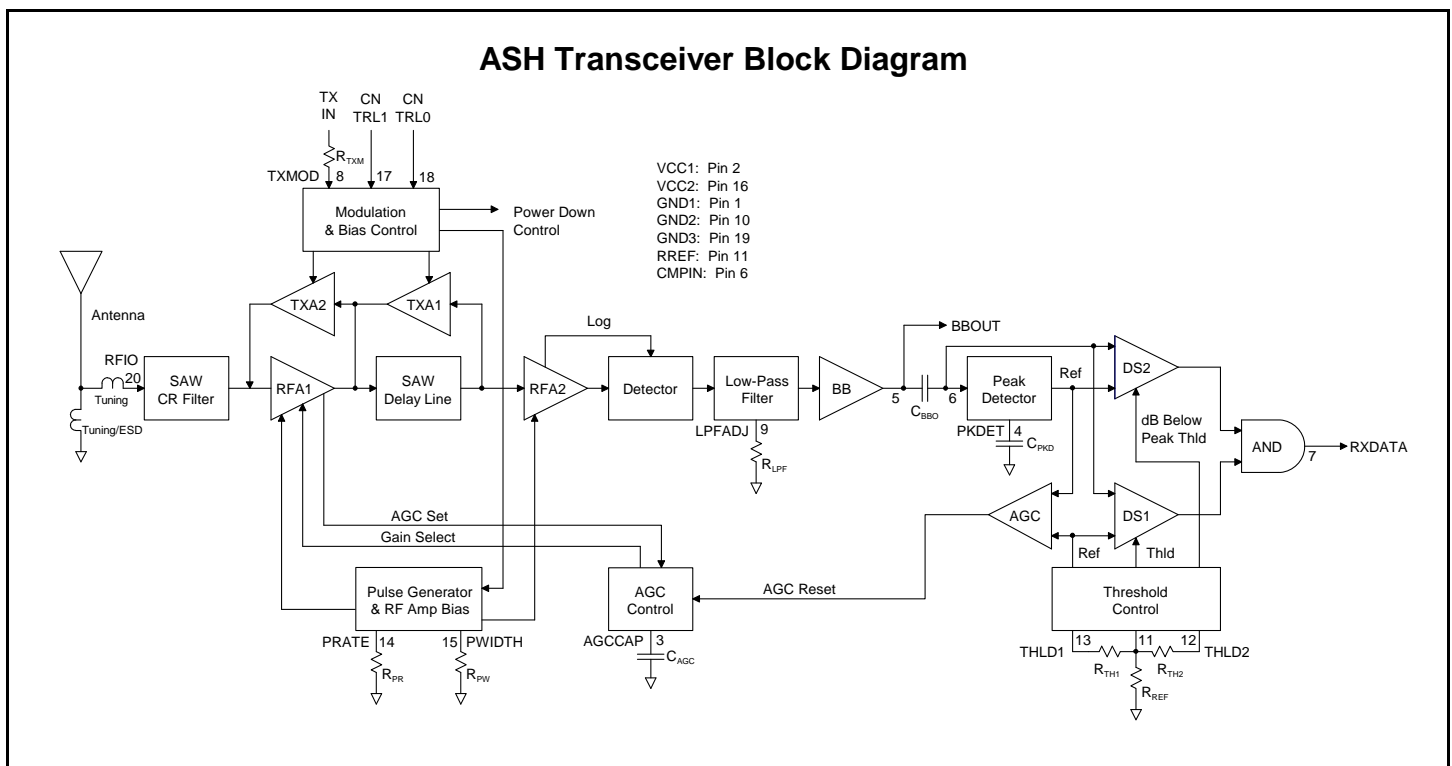 ASH Transceiver Block Diagram
TX
IN
CN
TRL1
CN
TRL0
RTXM
TXMOD
8
17
18
Modulation
& Bias Control
Power Down
Control
VCC1: Pin 2
VCC2: Pin 16
GND1: Pin 1
GND2: Pin 10
GND3: Pin 19
RREF: Pin 11
CMPIN: Pin 6
Antenna
TXA2
TXA1
Log
BBOUT
RFIO
20
Tuning
Tuning/ESD
SAW
CR Filter
RFA1
SAW
Delay Line
RFA2
Detector
Low-Pass
Filter
LPFADJ
9
RLPF
BB
5
CBBO
6
Peak
Detector
PKDET
4
CPKD
Ref
DS2
dB Below
Peak Thld
AND
7
RXDATA
AGC Set
Gain Select
AGC
DS1
Ref
Thld
Pulse Generator
& RF Amp Bias
PRATE
14
15
PWIDTH
RPR
RPW
AGC
Control
AGCCAP
3
CAGC
AGC Reset
Threshold
Control
13
11
12
THLD1
THLD2
RTH1
RTH2
RREF